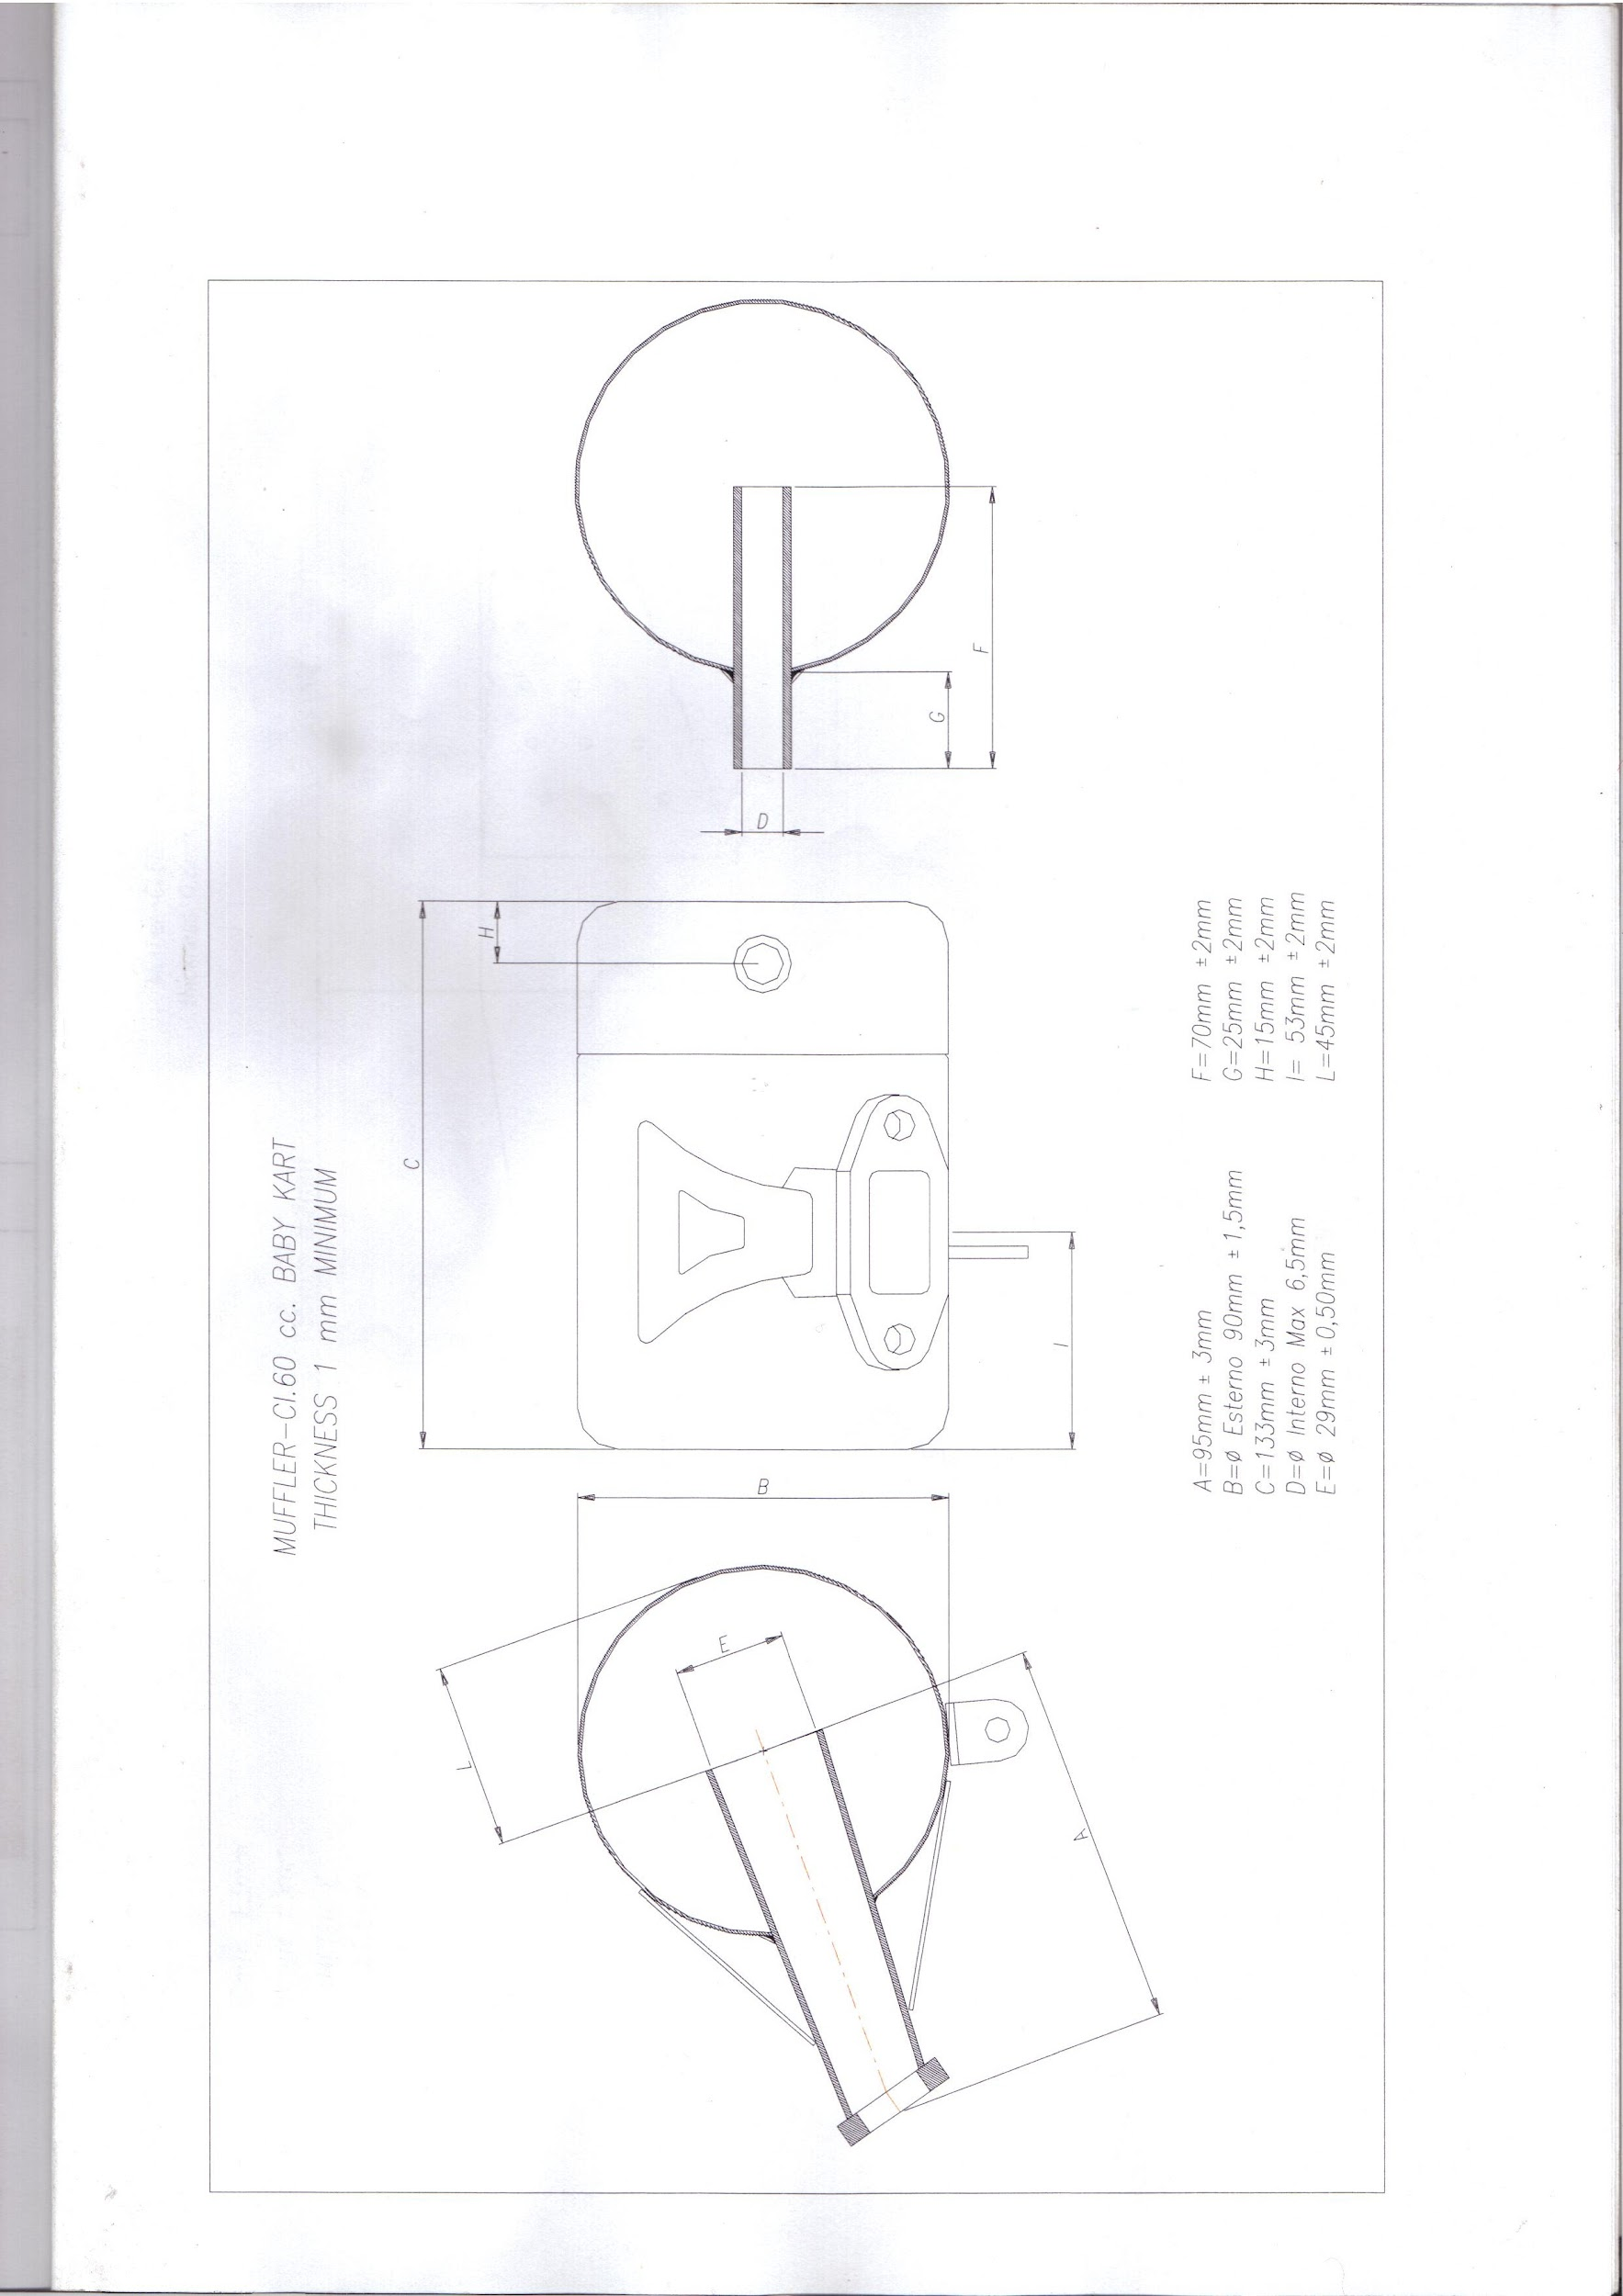 MUFFLER-Cl.60 cc. BABY KART
THICKNESS 1 mm MINIMUM
L
E
A
B
C
H
I
D
G
F
A=95mm ± 3mm
B=ø Esterno 90mm ± 1,5mm
C=133mm ± 3mm
D=ø Interno Max 6,5mm
E=ø 29mm ± 0,50mm
F=70mm ±2mm
G=25mm ±2mm
H=15mm ±2mm
I= 53mm ±2mm
L=45mm ±2mm